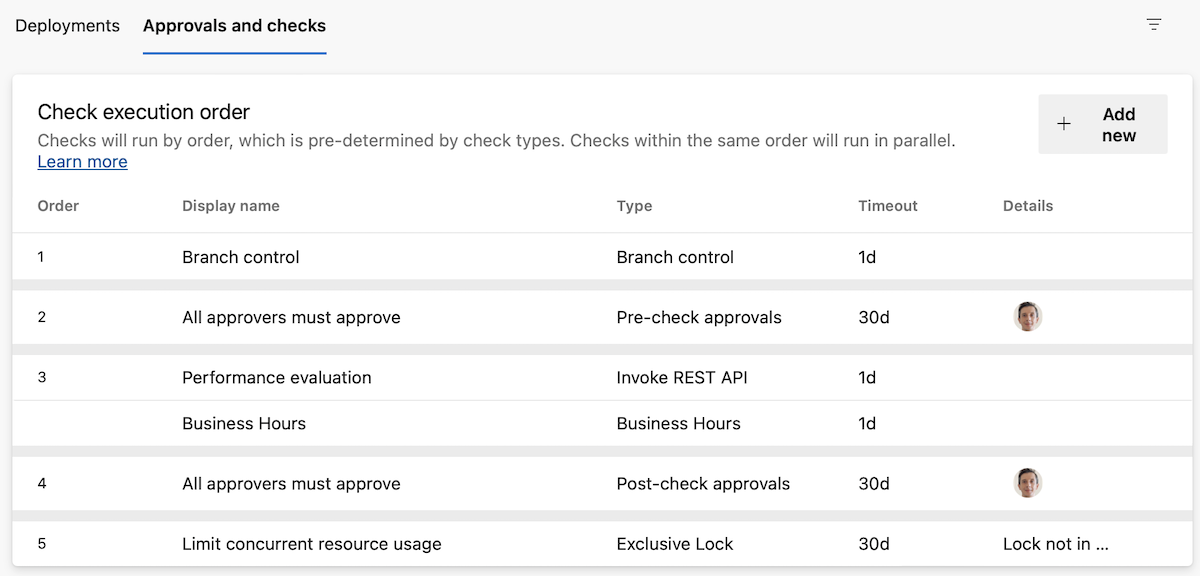 Deployments Approvals and checks
Check execution order
Checks will run by order, which is pre-determined by check types. Checks within the same order will run in parallel.
Learn more
Add
new
Order Display name Type Timeout Details
1 Branch control Branch control 1d
2 All approvers must approve Pre-check approvals 30d
3 Performance evaluation Invoke REST API 1d
Business Hours Business Hours 1d
4 All approvers must approve Post-check approvals 30d
5 Limit concurrent resource usage Exclusive Lock 30d Lock not in ...